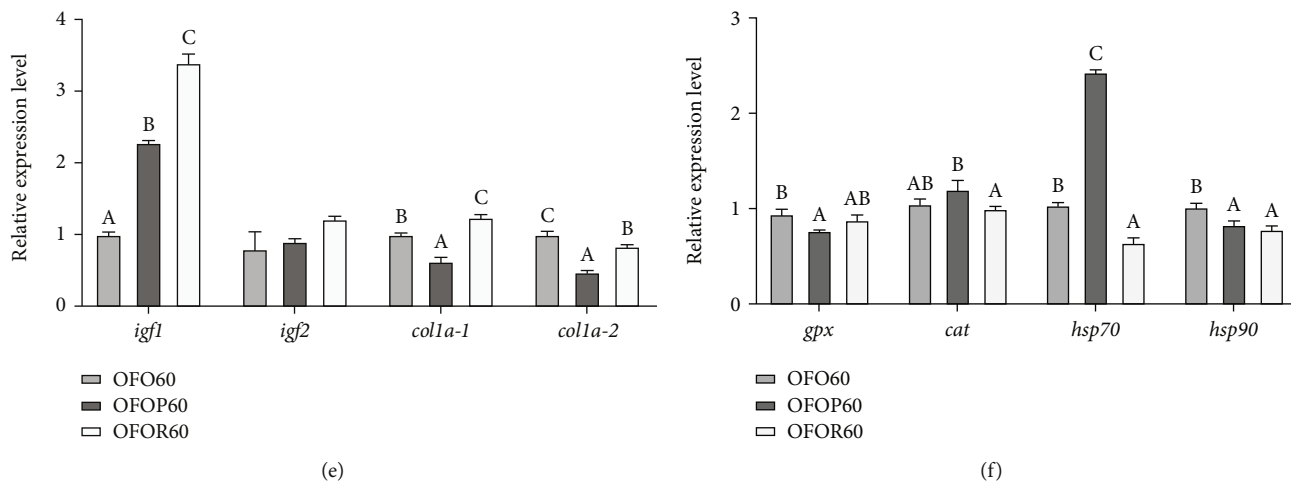 Relative expression level
4
3
2
1
0
A
B
C
B
A
C
C
A
B
igf1
igf2
col1a-1
col1a-2
OFO60
OFOP60
OFOR60
(e)
Relative expression level
3
2
1
0
B
A
AB
AB
B
A
B
C
A
B
A
A
gpx
cat
hsp70
hsp90
OFO60
OFOP60
OFOR60
(f)